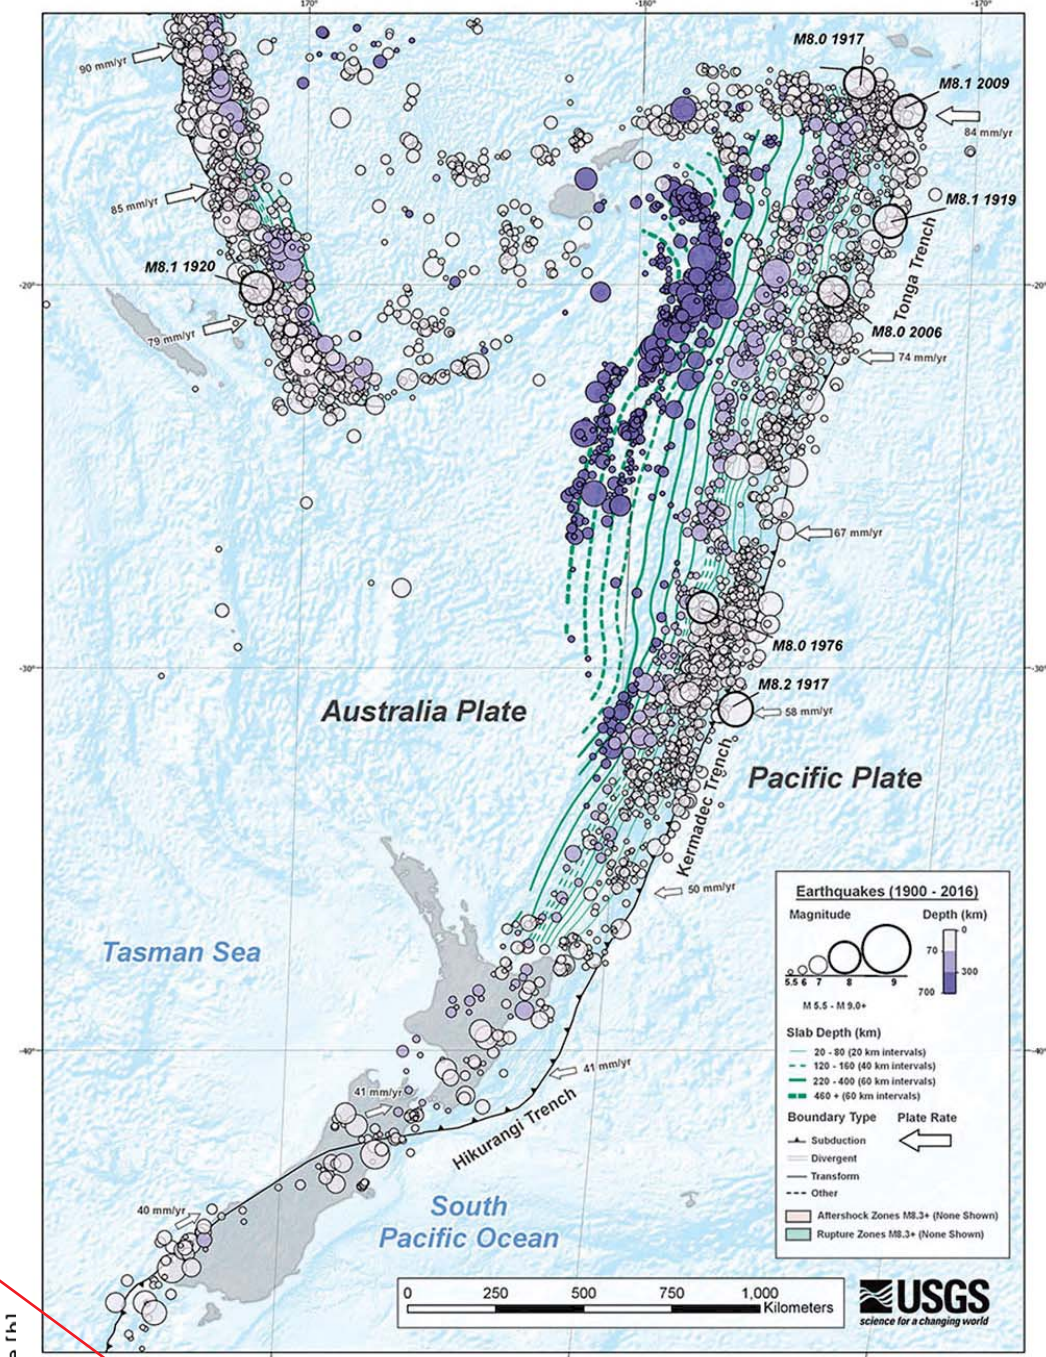 170°
180°
-170°
M8.0 1917
90 mm/yr
M8.1 2009
84 mm/yr
85 mm/yr
M8.1 1919
M8.1 1920
-20°
-20°
Tonga Trench
M8.0 2006
79 mm/yr
74 mm/yr
67 mm/yr
M8.0 1976
-30°
-30°
M8.2 1917
58 mm/yr
Australia Plate
Pacific Plate
Kermadec Trench
50 mm/yr
Tasman Sea
-40°
-40°
41 mm/yr
41 mm/yr
Hikurangi Trench
40 mm/yr
South
Pacific Ocean
Earthquakes (1900 - 2016)
Magnitude Depth (km)
0
70
300
700
5.5 6 7 8 9
M 5.5 - M 9.0+
Slab Depth (km)
20 - 80 (20 km intervals)
120 - 160 (40 km intervals)
220 - 400 (60 km intervals)
460 + (60 km intervals)
Boundary Type Plate Rate
Subduction
Divergent
Transform
Other
Aftershock Zones M8.3+ (None Shown)
Rupture Zones M8.3+ (None Shown)
0 250 500 750 1,000
Kilometers
USGS
science for a changing world